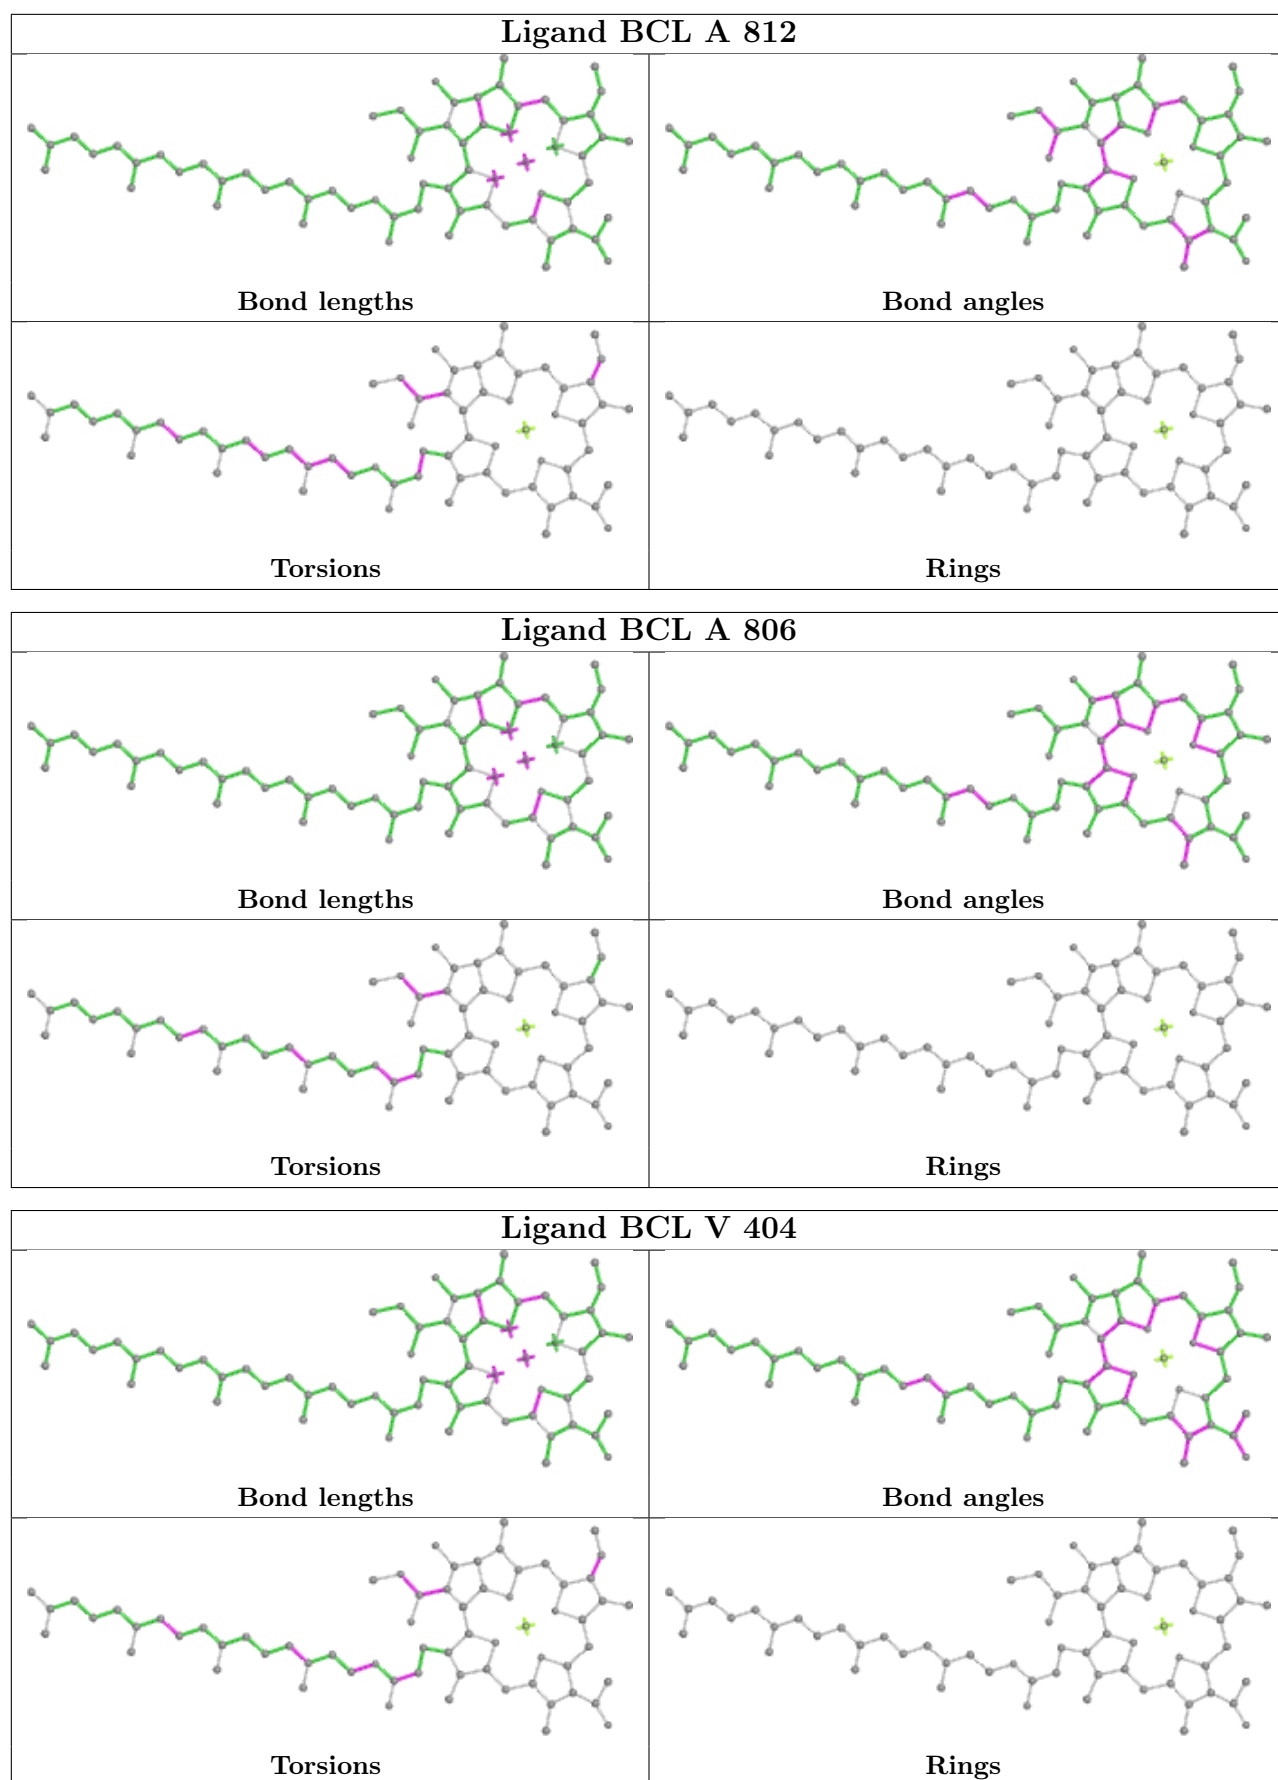 Ligand BCL A 812
Bond lengths
Bond angles
Torsions
Rings
Ligand BCL A 806
Bond lengths
Bond angles
Torsions
Rings
Ligand BCL V 404
Bond lengths
Bond angles
Torsions
Rings